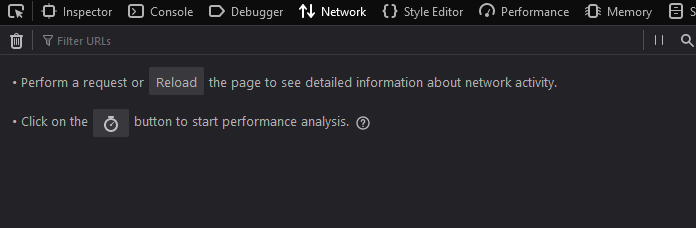 Inspector Console Debugger Network Style Editor Performance Memory S
Filter URLs
• Perform a request or Reload the page to see detailed information about network activity.
• Click on the button to start performance analysis. ?